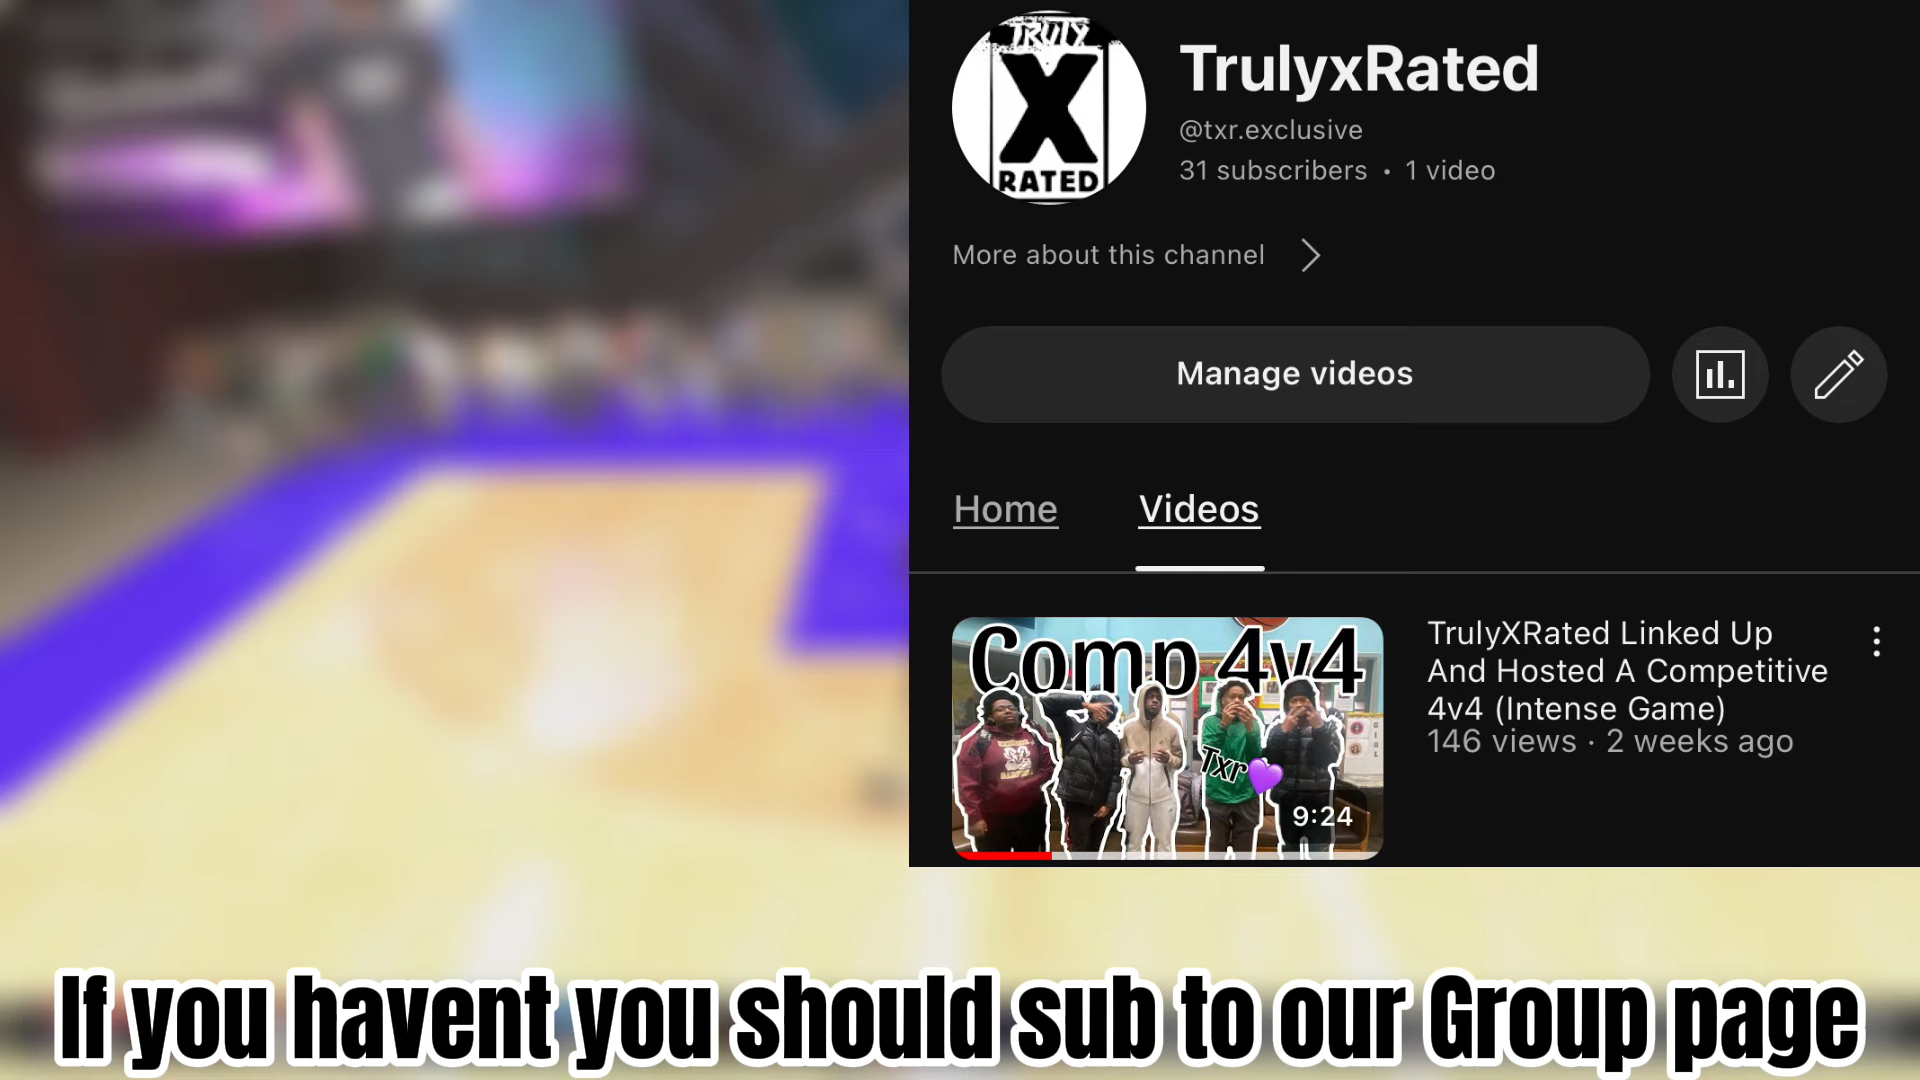 TRULY
X
RATED
TrulyxRated
@txr.exclusive
31 subscribers • 1 video
More about this channel
Manage videos
Home Videos
Comp 4v4
Txr💜
9:24
TrulyXRated Linked Up
And Hosted A Competitive
4v4 (Intense Game)
146 views · 2 weeks ago
If you havent you should sub to our Group page